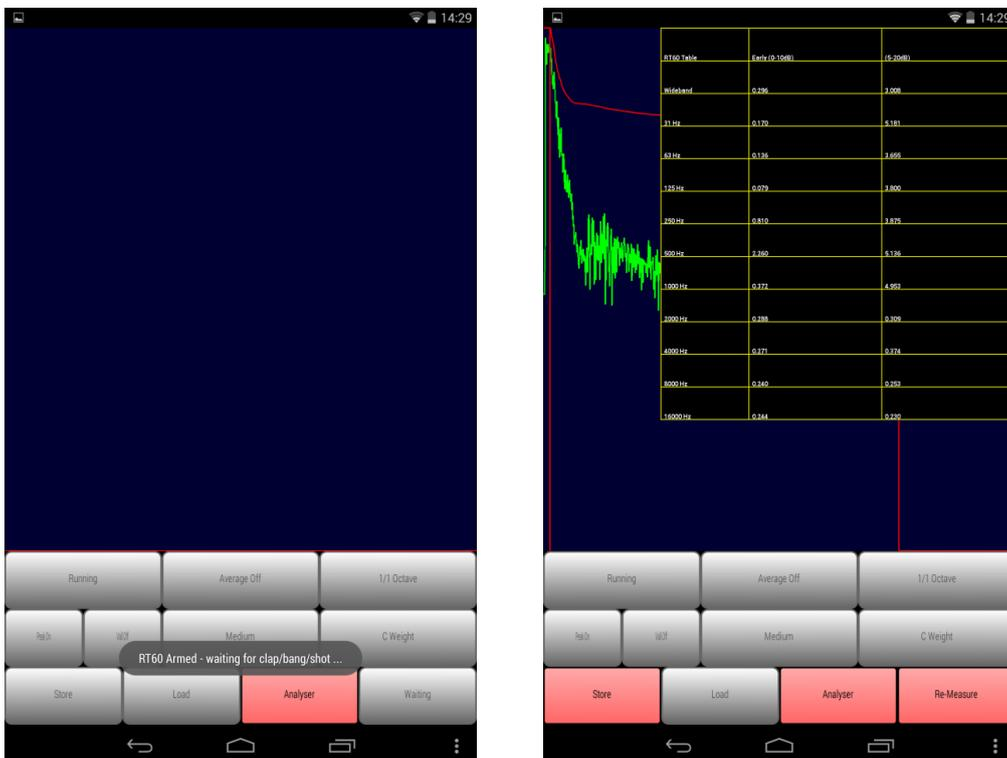 14:29
RT60 Armed - waiting for clap/bang/shot ...
Running
Average Off
1/1 Octave
Peak On
Medium
C Weight
Store
Load
Analyser
Waiting
14:29
RT60 Table Early (0-10dB) (5-20dB)
Wideband 0.296 3.008
31 Hz 0.170 5.181
63 Hz 0.136 3.655
125 Hz 0.079 3.800
250 Hz 0.810 3.875
500 Hz 2.260 5.136
1000 Hz 0.372 4.953
2000 Hz 0.288 0.309
4000 Hz 0.271 0.374
8000 Hz 0.240 0.253
16000 Hz 0.244 0.230
Running
Average Off
1/1 Octave
Peak On
Medium
C Weight
Store
Load
Analyser
Re-Measure